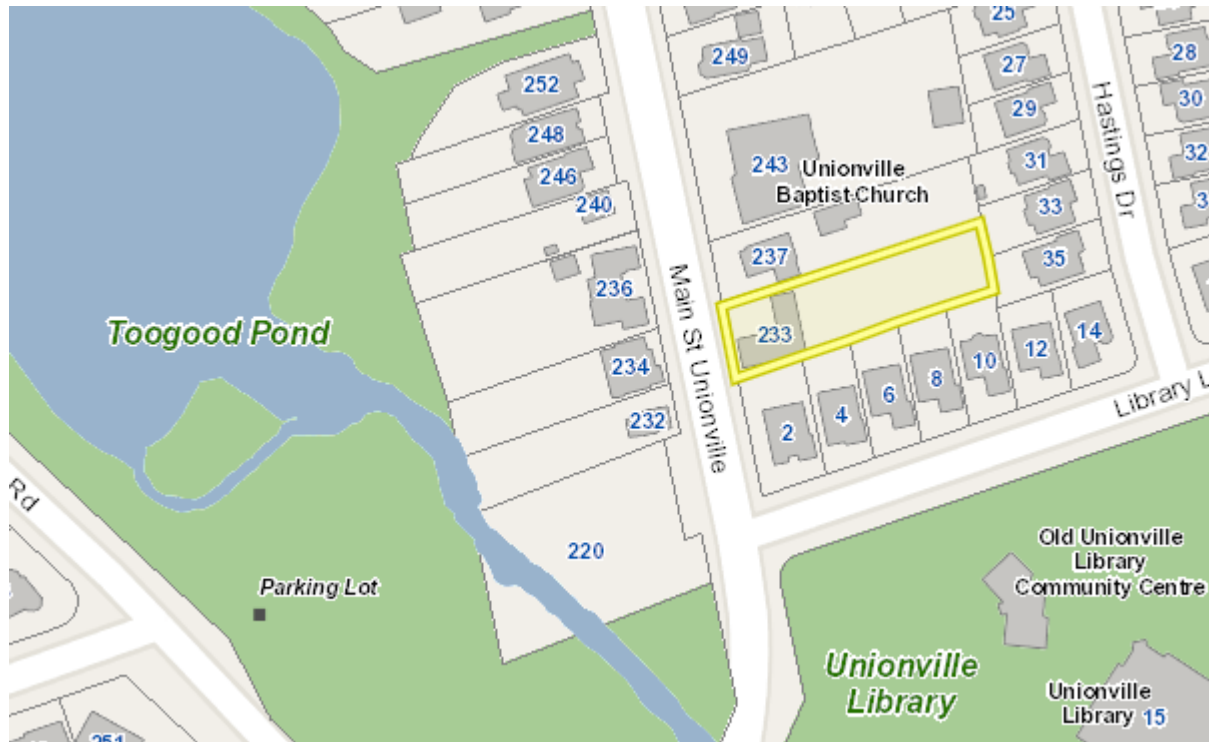 25
249
28
27
252
30
29
Hastings Dr
248
243
Unionville
Baptist Church
31
32
246
240
33
237
35
236
Main St Unionville
Toogood Pond
233
14
12
234
10
8
6
4
232
2
Library L
Rd
220
Old Unionville
Library
Community Centre
Parking Lot
Unionville
Library
Unionville
Library 15